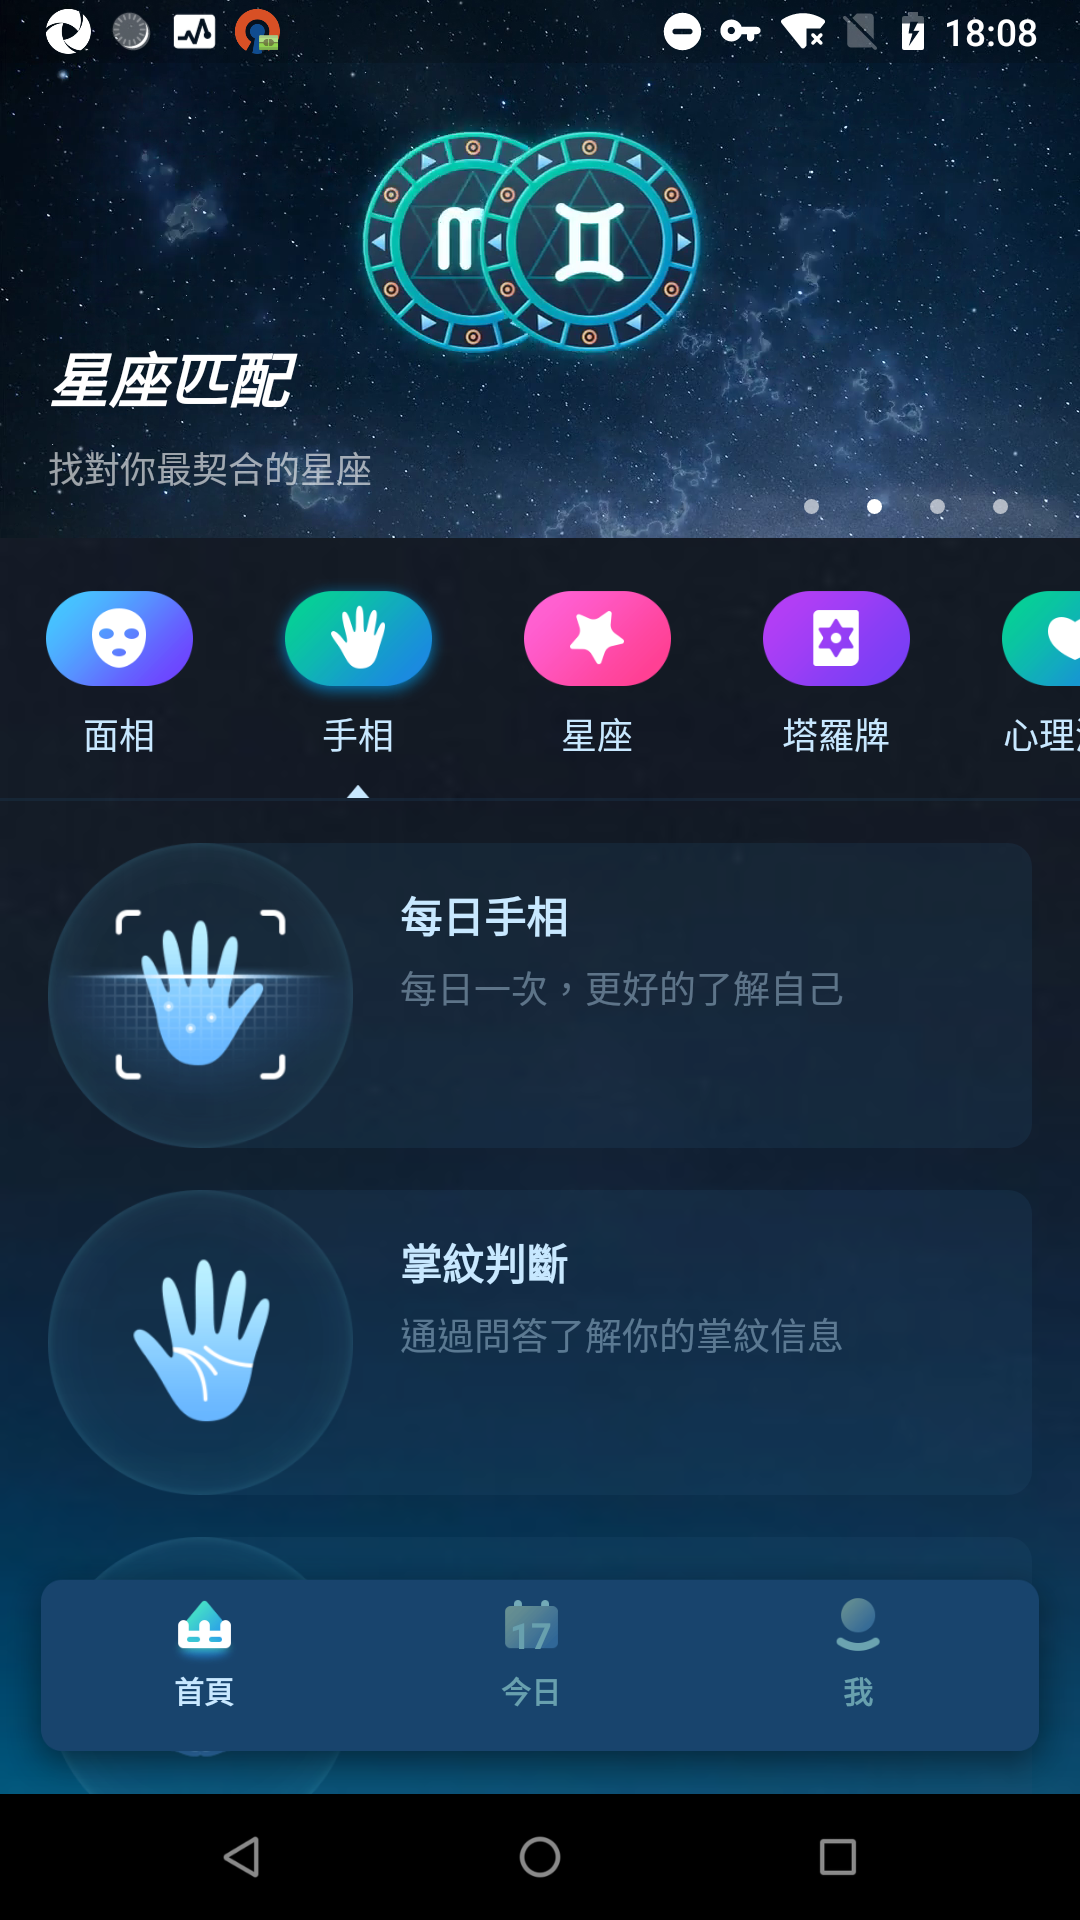 18:08
星座匹配
找對你最契合的星座
面相
手相
星座
塔羅牌
心理
每日手相
每日一次，更好的了解自己
掌紋判斷
通過問答了解你的掌紋信息
17
首頁
今日
我